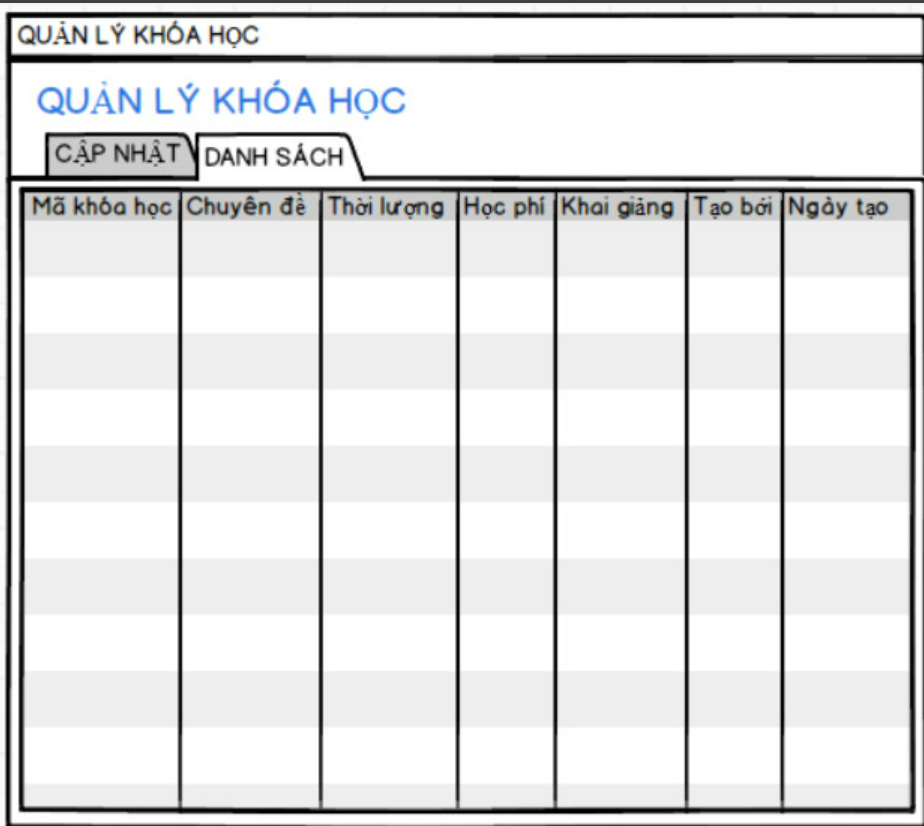 QUẢN LÝ KHÓA HỌC
QUẢN LÝ KHÓA HỌC
CẬP NHẬT DANH SÁCH
Mã khóa học Chuyên đề Thời lượng Học phí Khai giảng Tạo bới Ngày tạo